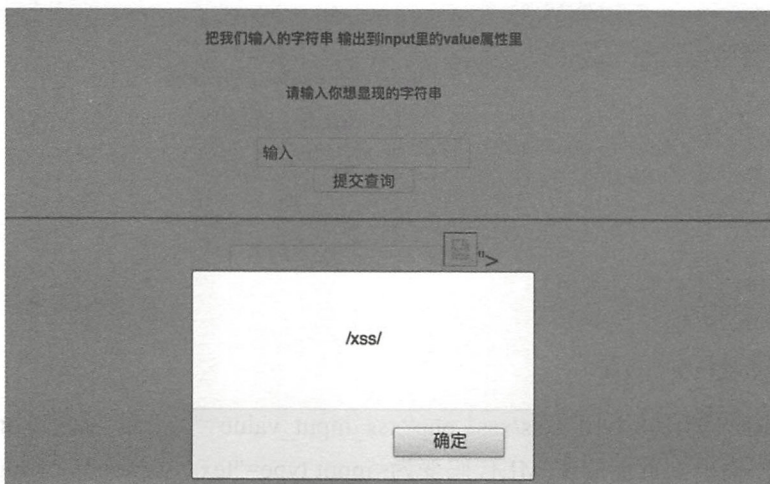 把我们输入的字符串 输出到input里的value属性里
请输入你想显现的字符串
输入
提交查询
">
/xss/
确定